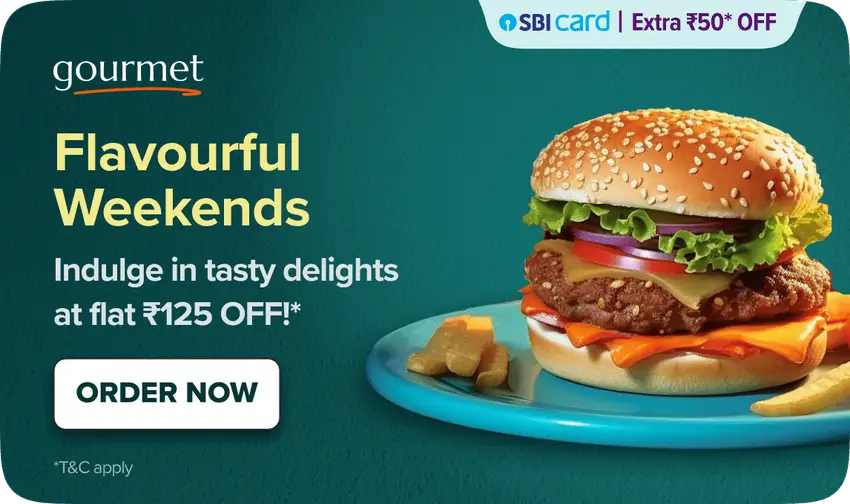 SBI card | Extra ₹50* OFF
gourmet
Flavourful
Weekends
Indulge in tasty delights
at flat ₹125 OFF!*
ORDER NOW
*T&C apply